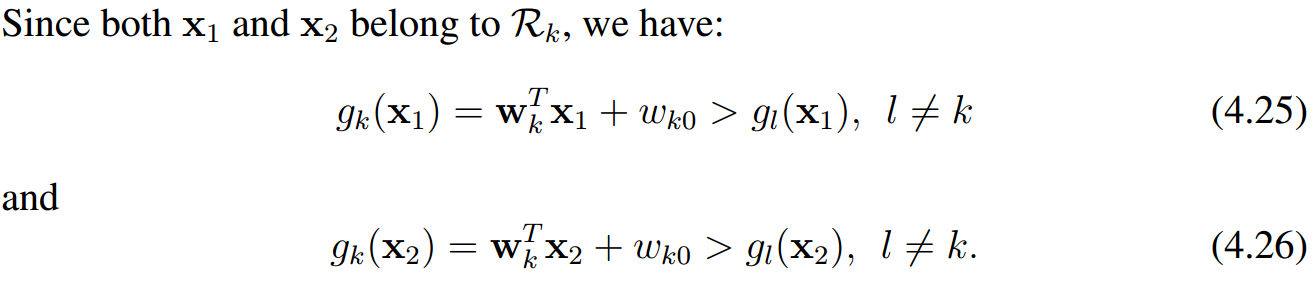 Since both x₁ and x₂ belong to ℛₖ, we have:
gₖ(x₁) = wₖᵀx₁ + wₖ₀ > gₗ(x₁), l ≠ k (4.25)
and
gₖ(x₂) = wₖᵀx₂ + wₖ₀ > gₗ(x₂), l ≠ k. (4.26)